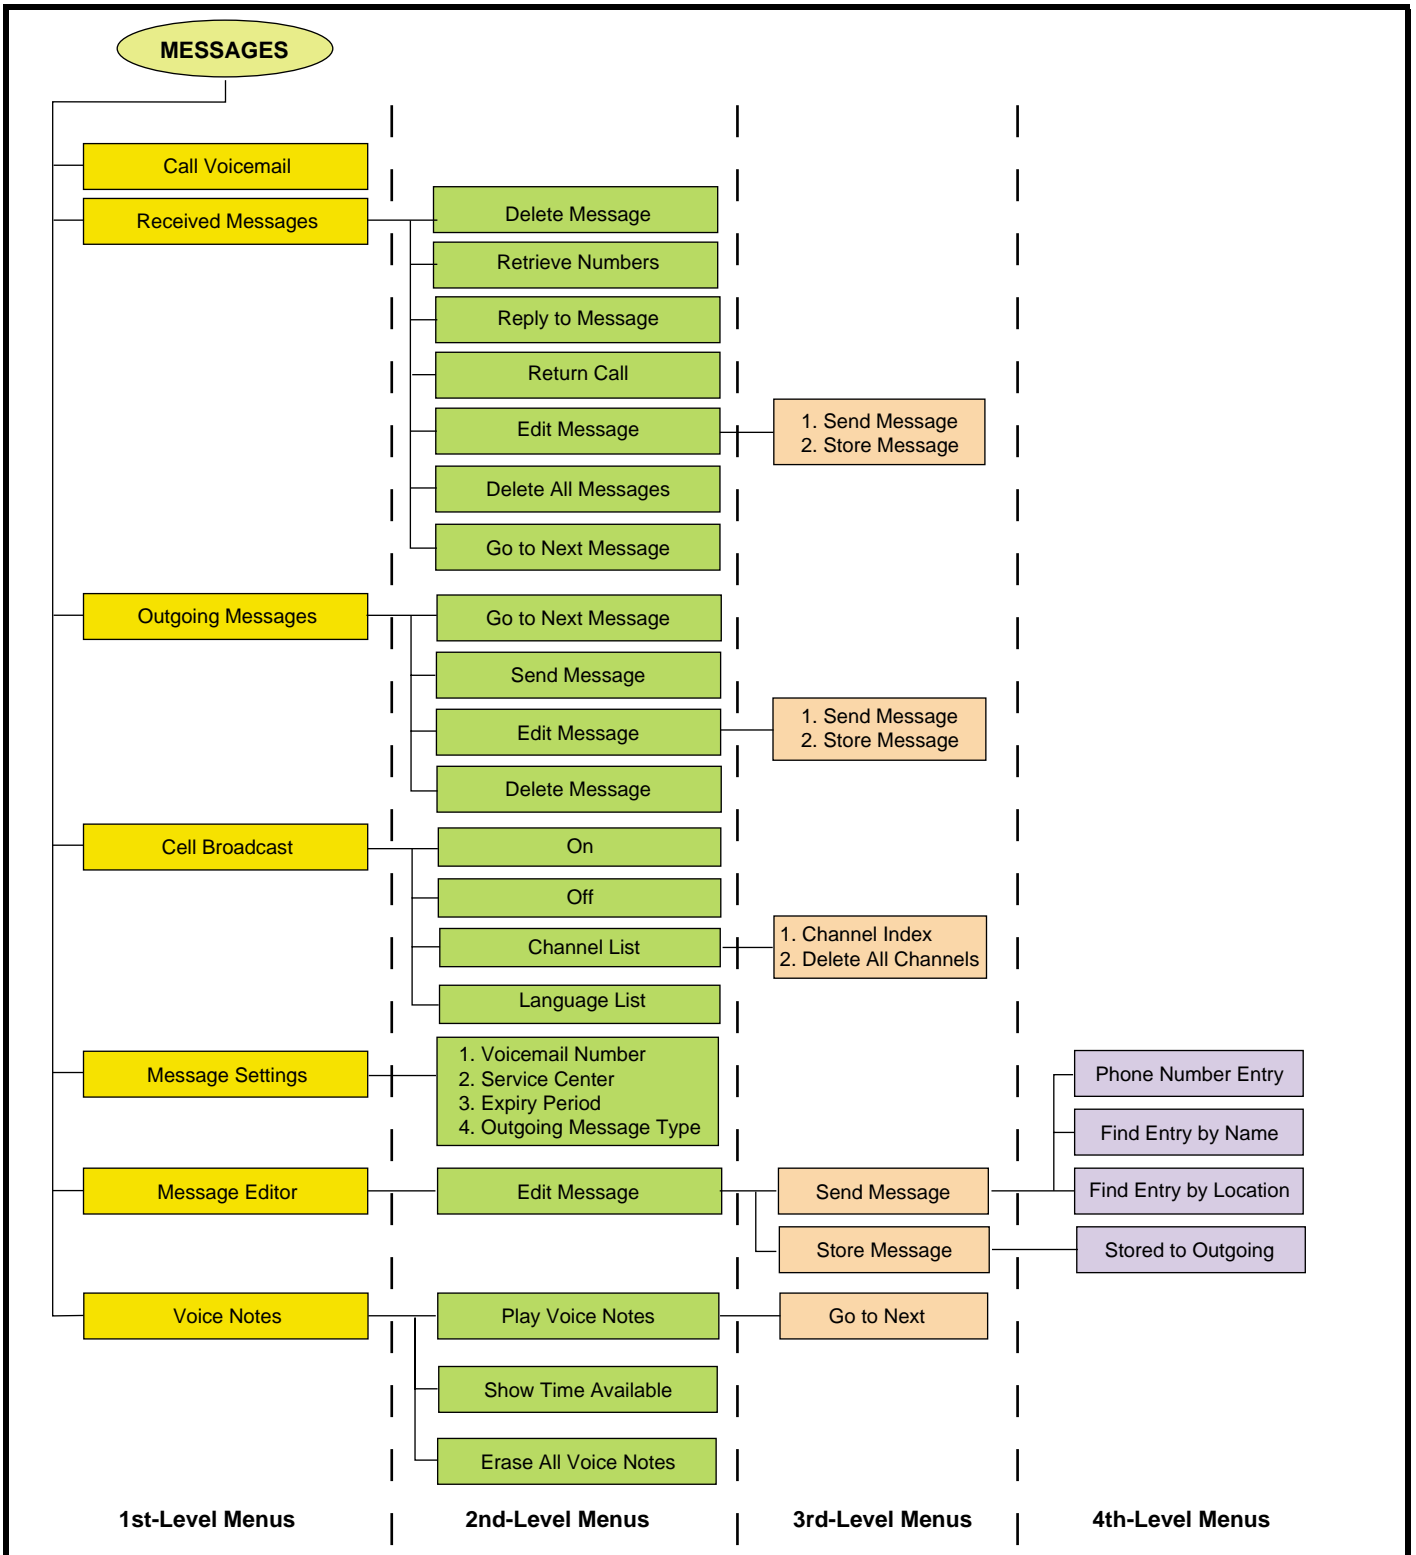 MESSAGES
Call Voicemail
Received Messages
Delete Message
Retrieve Numbers
Reply to Message
Return Call
Edit Message
1. Send Message
2. Store Message
Delete All Messages
Go to Next Message
Outgoing Messages
Go to Next Message
Send Message
Edit Message
1. Send Message
2. Store Message
Delete Message
Cell Broadcast
On
Off
Channel List
1. Channel Index
2. Delete All Channels
Language List
Message Settings
1. Voicemail Number
2. Service Center
3. Expiry Period
4. Outgoing Message Type
Message Editor
Edit Message
Send Message
Phone Number Entry
Find Entry by Name
Find Entry by Location
Store Message
Stored to Outgoing
Voice Notes
Play Voice Notes
Go to Next
Show Time Available
Erase All Voice Notes
1st-Level Menus
2nd-Level Menus
3rd-Level Menus
4th-Level Menus